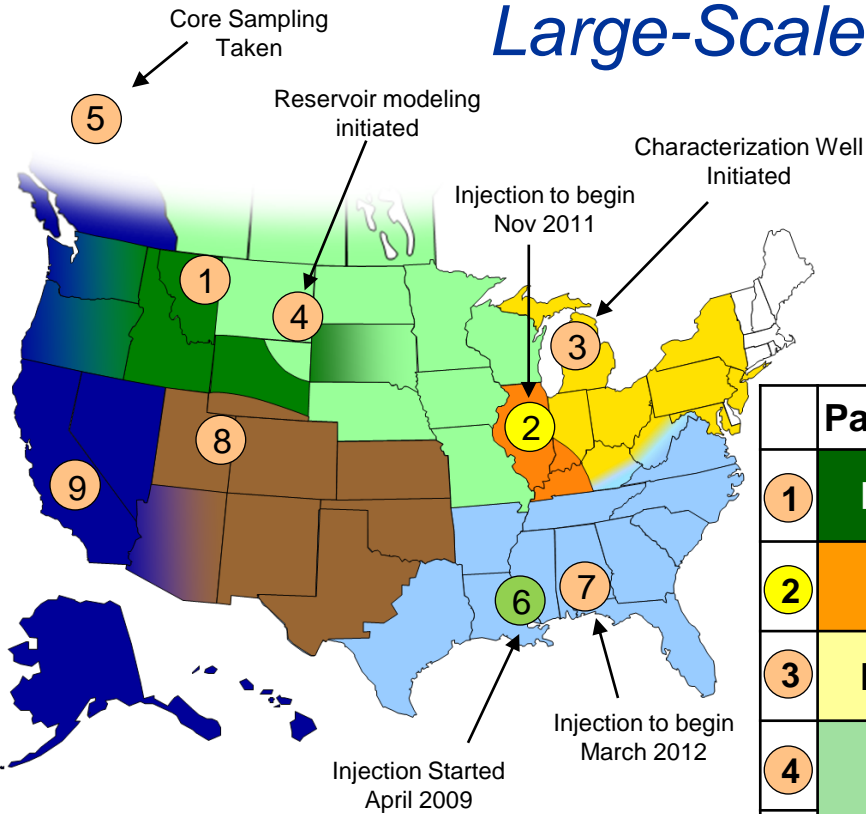 Large-Scale
Core Sampling
Taken
5
Reservoir modeling
initiated
Characterization Well
Initiated
Injection to begin
Nov 2011
1
4
3
2
8
9
6
7
Injection to begin
March 2012
Injection Started
April 2009
Pa
1
2
3
4